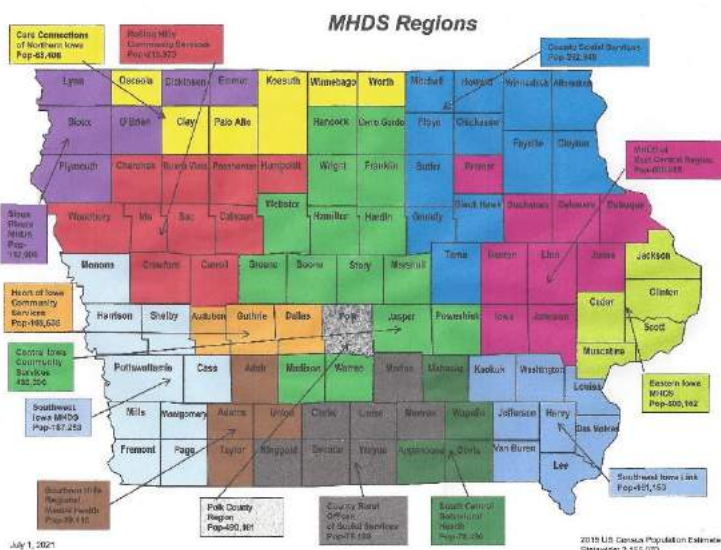 MHDS Regions
Care Connections
of Northern Iowa
Rolling Hills
Community Services
County Social Services
Lyon
Osceola
Dickinson
Emmet
Kossuth
Winnebago
Worth
Mitchell
Howard
Winneshiek
Allamakee
Sioux
O'Brien
Clay
Palo Alto
Hancock
Cerro Gordo
Floyd
Chickasaw
Fayette
Clayton
Plymouth
Cherokee
Buena Vista
Pocahontas
Humboldt
Wright
Franklin
Butler
Bremer
MHDS of
East Central Region
Woodbury
Ida
Sac
Calhoun
Webster
Hamilton
Hardin
Grundy
Black Hawk
Buchanan
Delaware
Dubuque
Sioux
Rivers
MHDS
Pop-
Monona
Crawford
Carroll
Greene
Boone
Story
Marshall
Tama
Benton
Linn
Jones
Jackson
Clinton
Cedar
Scott
Muscatine
Heart of Iowa
Community
Services
Harrison
Shelby
Audubon
Guthrie
Dallas
Polk
Jasper
Poweshiek
Iowa
Johnson
Central Iowa
Community
Services
Pottawattamie
Cass
Adair
Madison
Warren
Marion
Mahaska
Keokuk
Washington
Louisa
Eastern Iowa
MHDS
Southwest
Iowa MHDS
Mills
Montgomery
Adams
Union
Clarke
Lucas
Monroe
Wapello
Jefferson
Henry
Des Moines
Fremont
Page
Taylor
Ringgold
Decatur
Wayne
Appanoose
Davis
Van Buren
Lee
Southern Hills
Regional
Mental Health
Polk County
Region
County Rural
Offices
of Social Services
South Central
Behavioral
Health
Southeast Iowa Link
July 1, 2021
2019 US Census Population Estimate